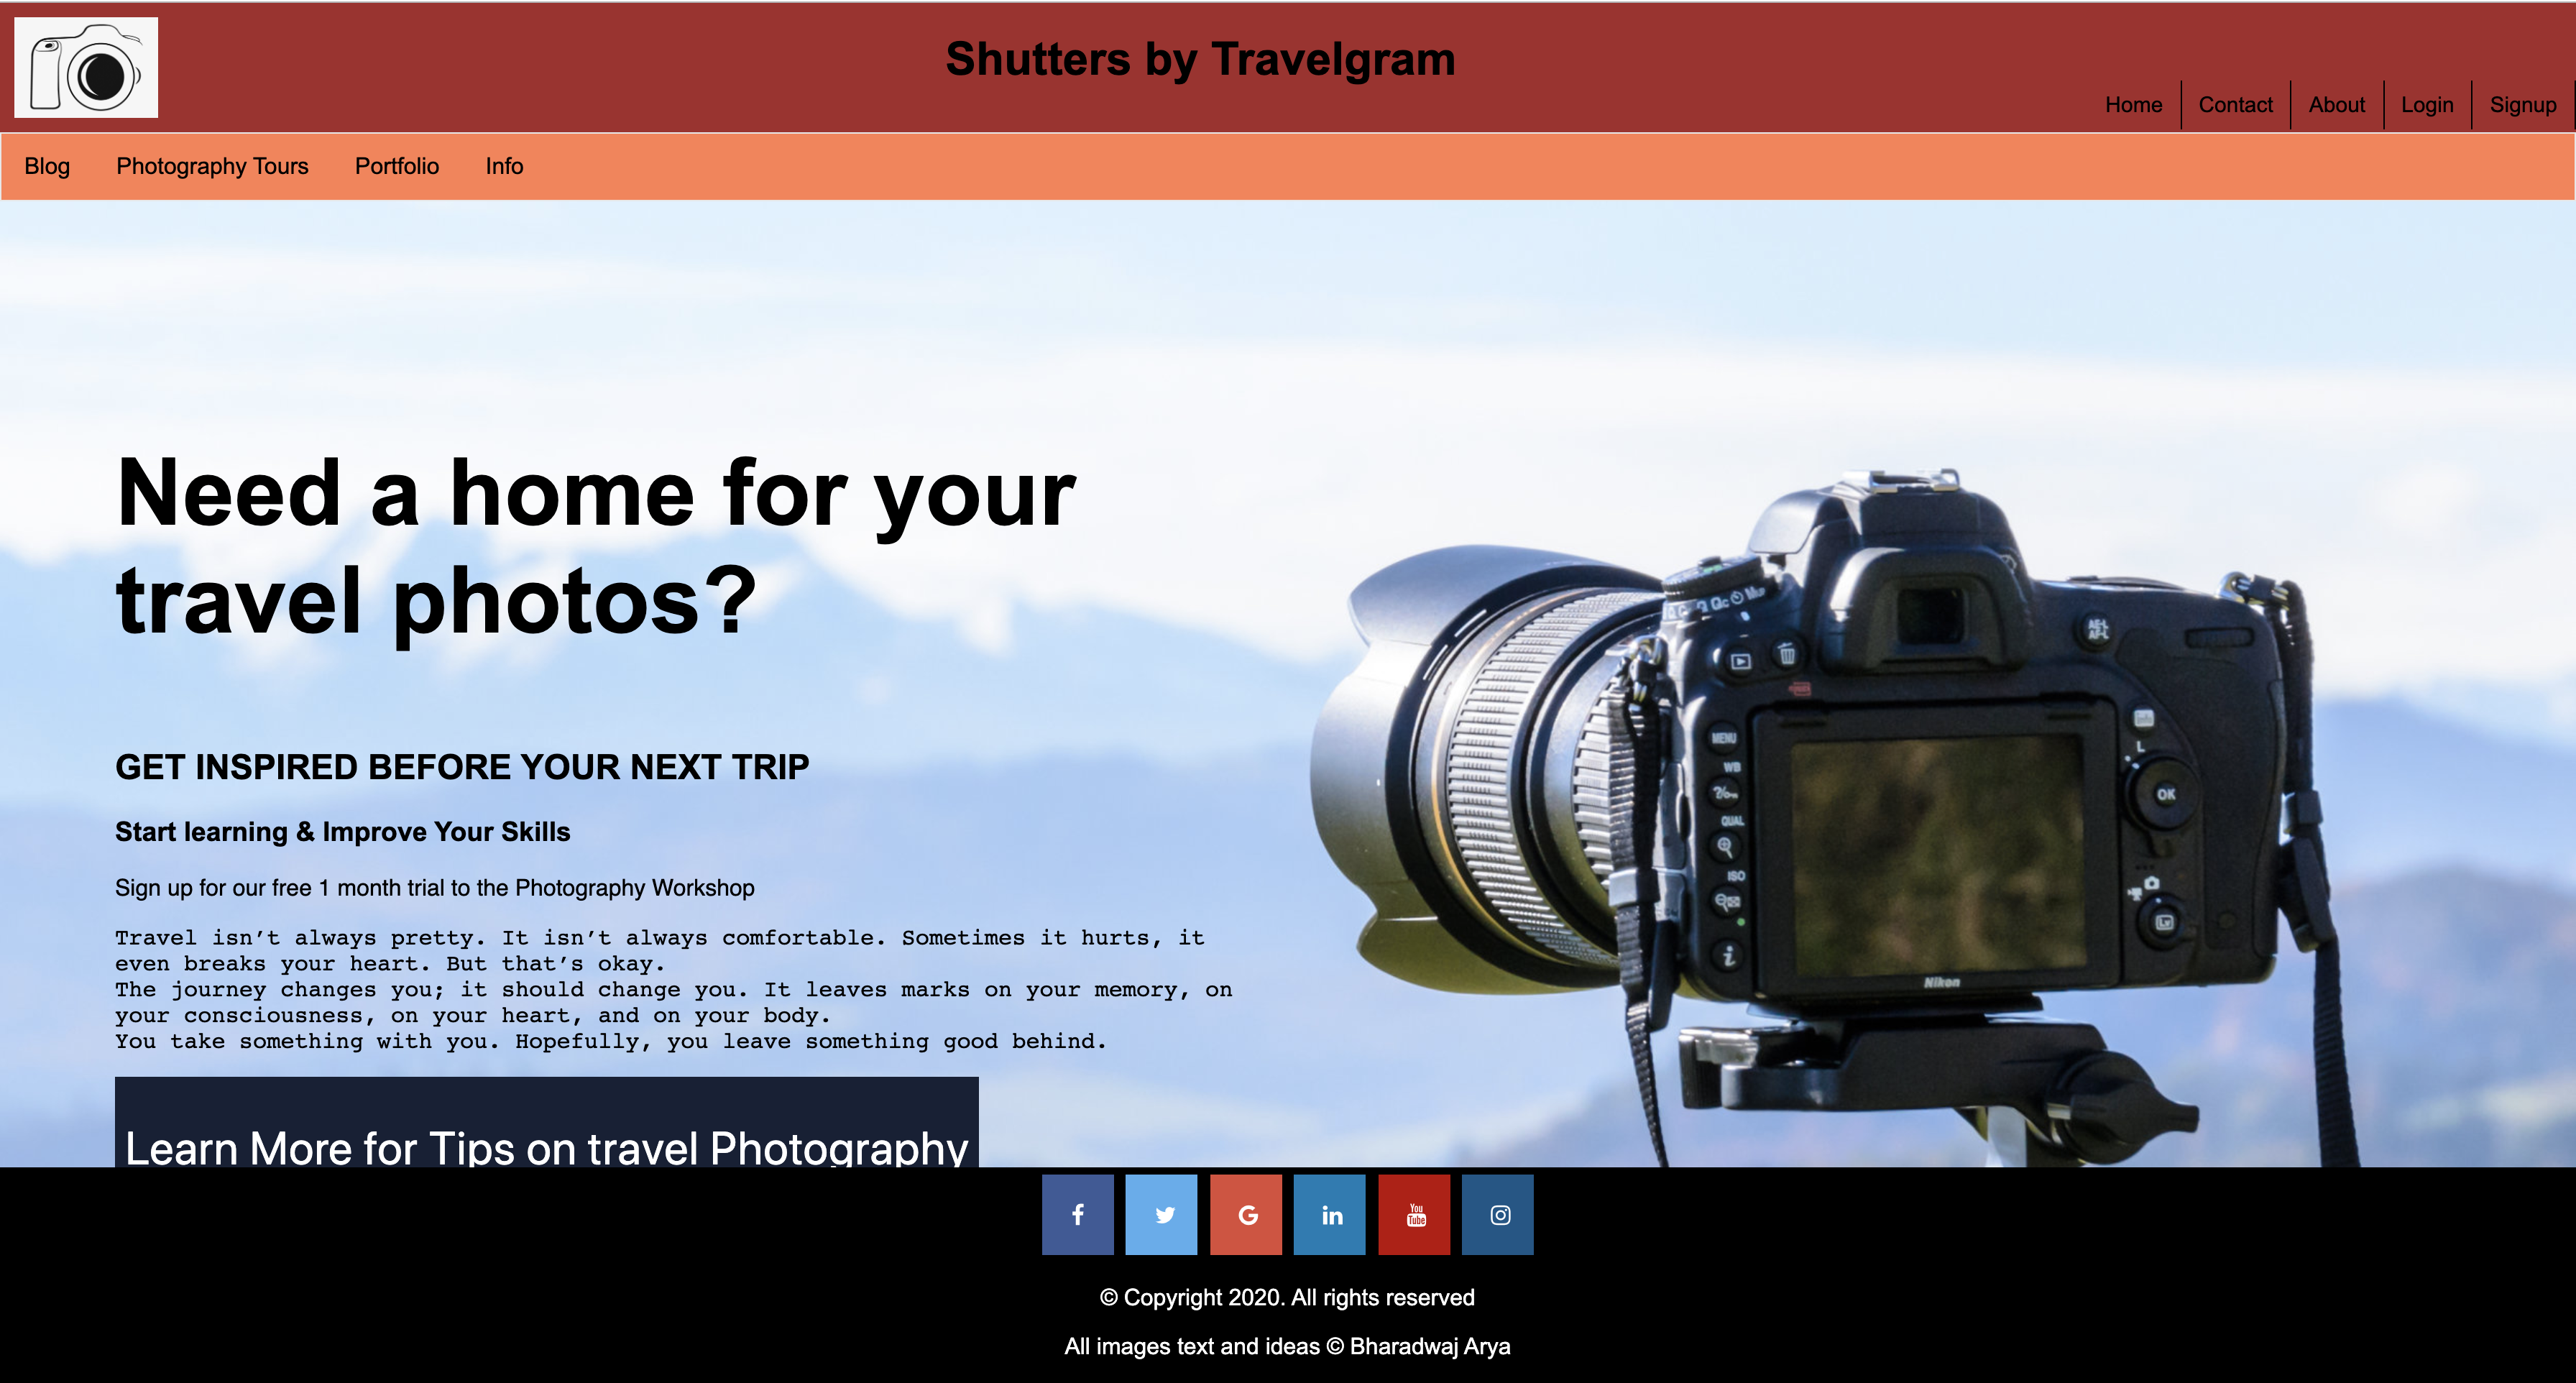 Shutters by Travelgram
Home Contact About Login Signup
Blog Photography Tours Portfolio Info
Need a home for your
travel photos?
GET INSPIRED BEFORE YOUR NEXT TRIP
Start learning & Improve Your Skills
Sign up for our free 1 month trial to the Photography Workshop
Travel isn’t always pretty. It isn’t always comfortable. Sometimes it hurts, it
even breaks your heart. But that’s okay.
The journey changes you; it should change you. It leaves marks on your memory, on
your consciousness, on your heart, and on your body.
You take something with you. Hopefully, you leave something good behind.
Learn More for Tips on travel Photography
Qc
AE-L
AF-L
MENU
WB
QUAL
ISO
i
info
L
OK
Lv
Nikon
f G in You Tube
© Copyright 2020. All rights reserved
All images text and ideas © Bharadwaj Arya